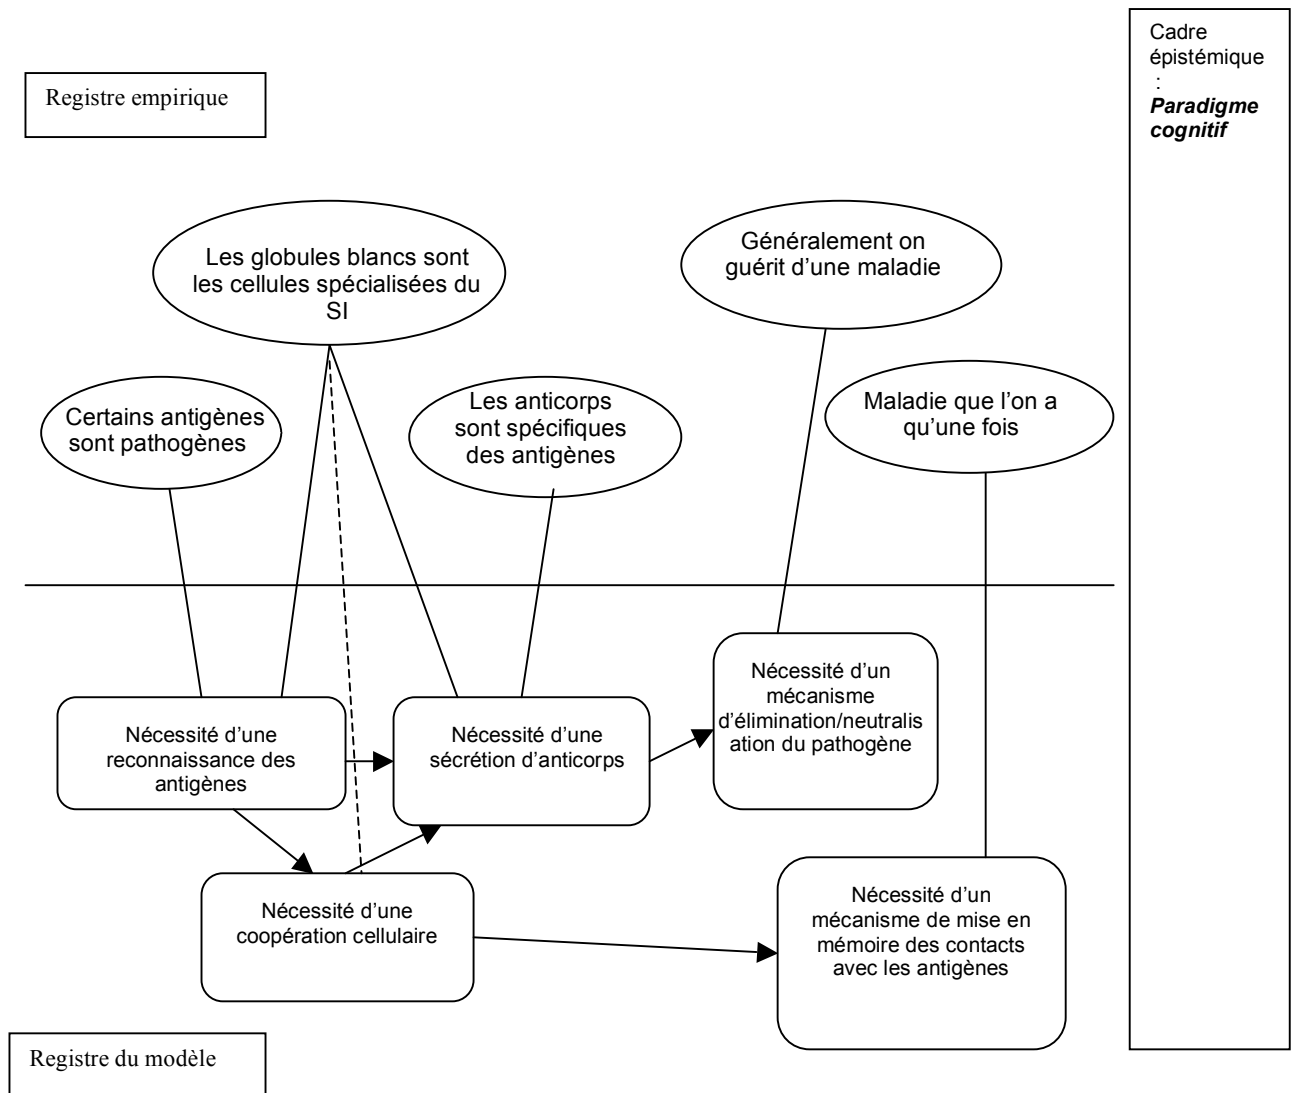 Cadre
épistémique
:
Paradigme
cognitif
Registre empirique
Les globules blancs sont
les cellules spécialisées du
SI
Généralement on
guérit d’une maladie
Certains antigènes
sont pathogènes
Les anticorps
sont spécifiques
des antigènes
Maladie que l’on a
qu’une fois
Nécessité d’une
reconnaissance des
antigènes
Nécessité d’une
sécrétion d’anticorps
Nécessité d’un
mécanisme
d’élimination/neutralis
ation du pathogène
Nécessité d’une
coopération cellulaire
Nécessité d’un
mécanisme de mise en
mémoire des contacts
avec les antigènes
Registre du modèle